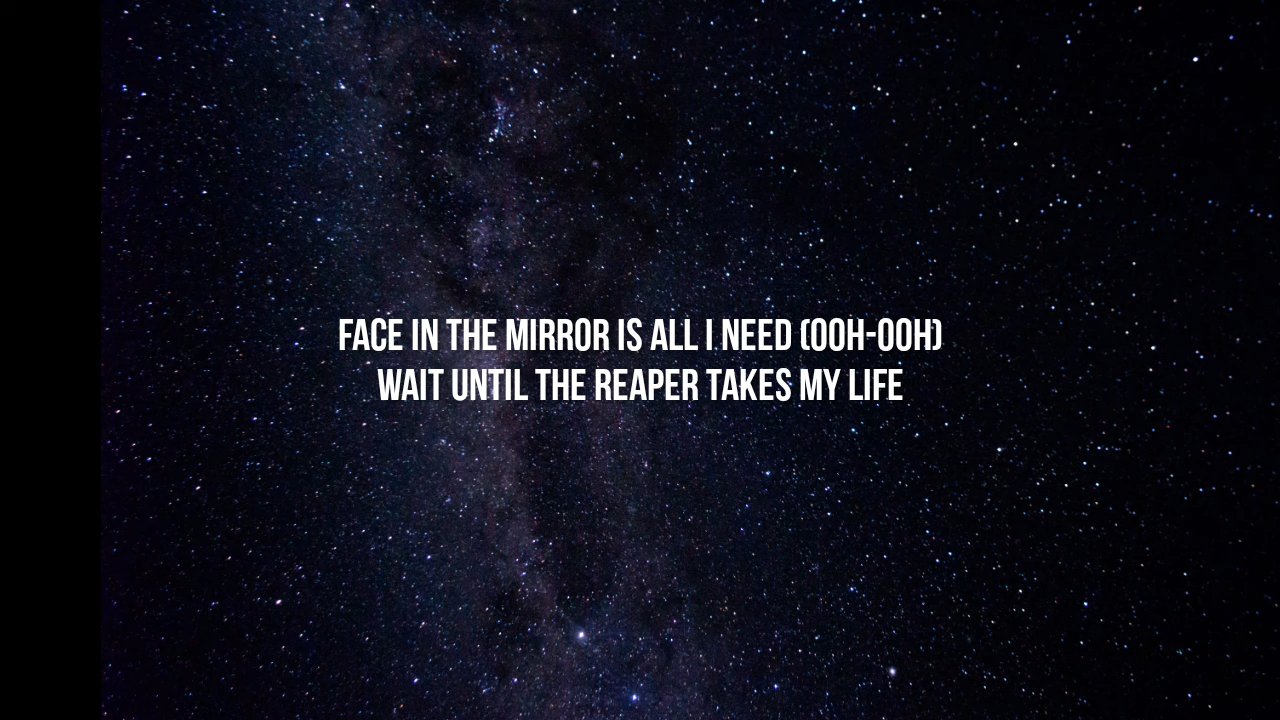 FACE IN THE MIRROR IS ALL I NEED (OOH-OOH)
WAIT UNTIL THE REAPER TAKES MY LIFE